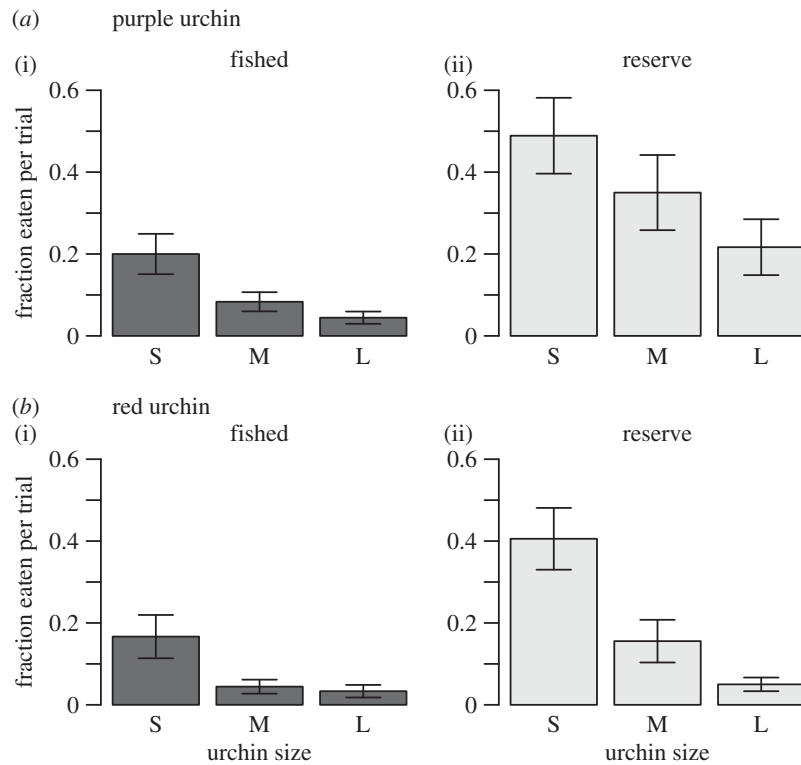 (a) purple urchin
(i) fished (ii) reserve
fraction eaten per trial
0.6 0.6
0.4 0.4
0.2 0.2
0 0
S M L S M L
(b) red urchin
(i) fished (ii) reserve
fraction eaten per trial
0.6 0.6
0.4 0.4
0.2 0.2
0 0
S M L S M L
urchin size urchin size